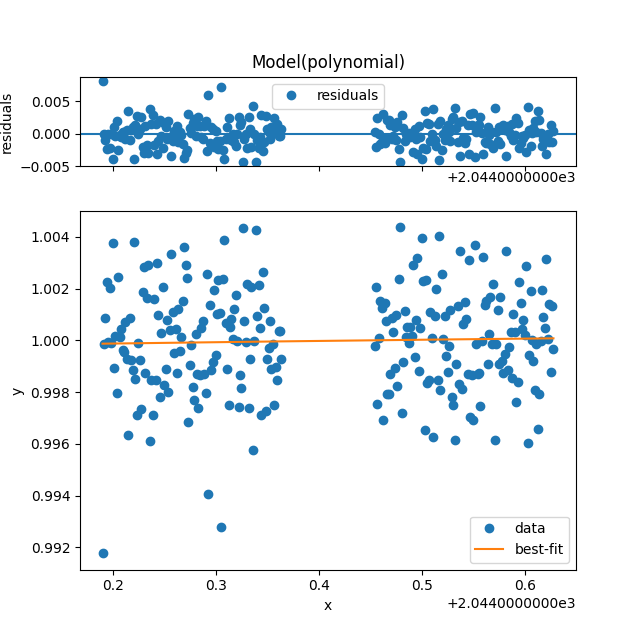 Model(polynomial)
residuals
0.005
0.000
−0.005
residuals
+2.0440000000e3
1.004
1.002
1.000
0.998
0.996
0.994
0.992
y
data
best-fit
0.2 0.3 0.4 0.5 0.6
x
+2.0440000000e3